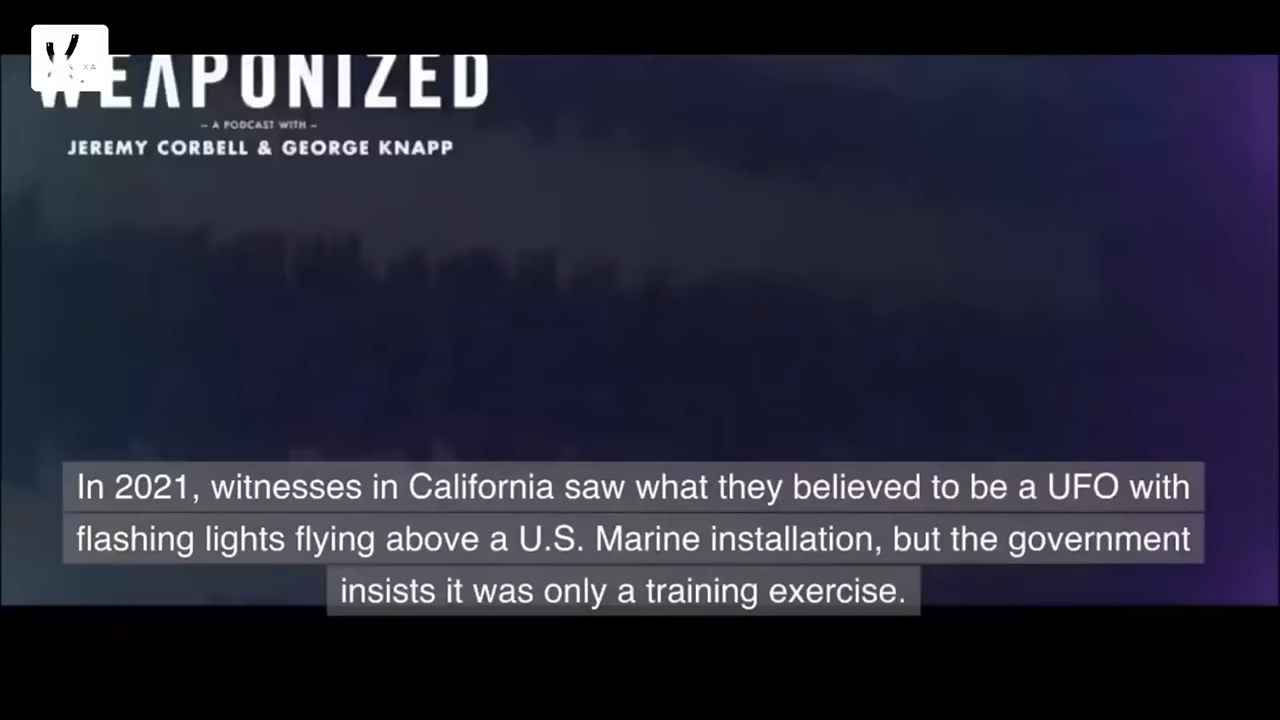 WEAPONIZED
– A PODCAST WITH –
JEREMY CORBELL & GEORGE KNAPP
In 2021, witnesses in California saw what they believed to be a UFO with
flashing lights flying above a U.S. Marine installation, but the government
insists it was only a training exercise.